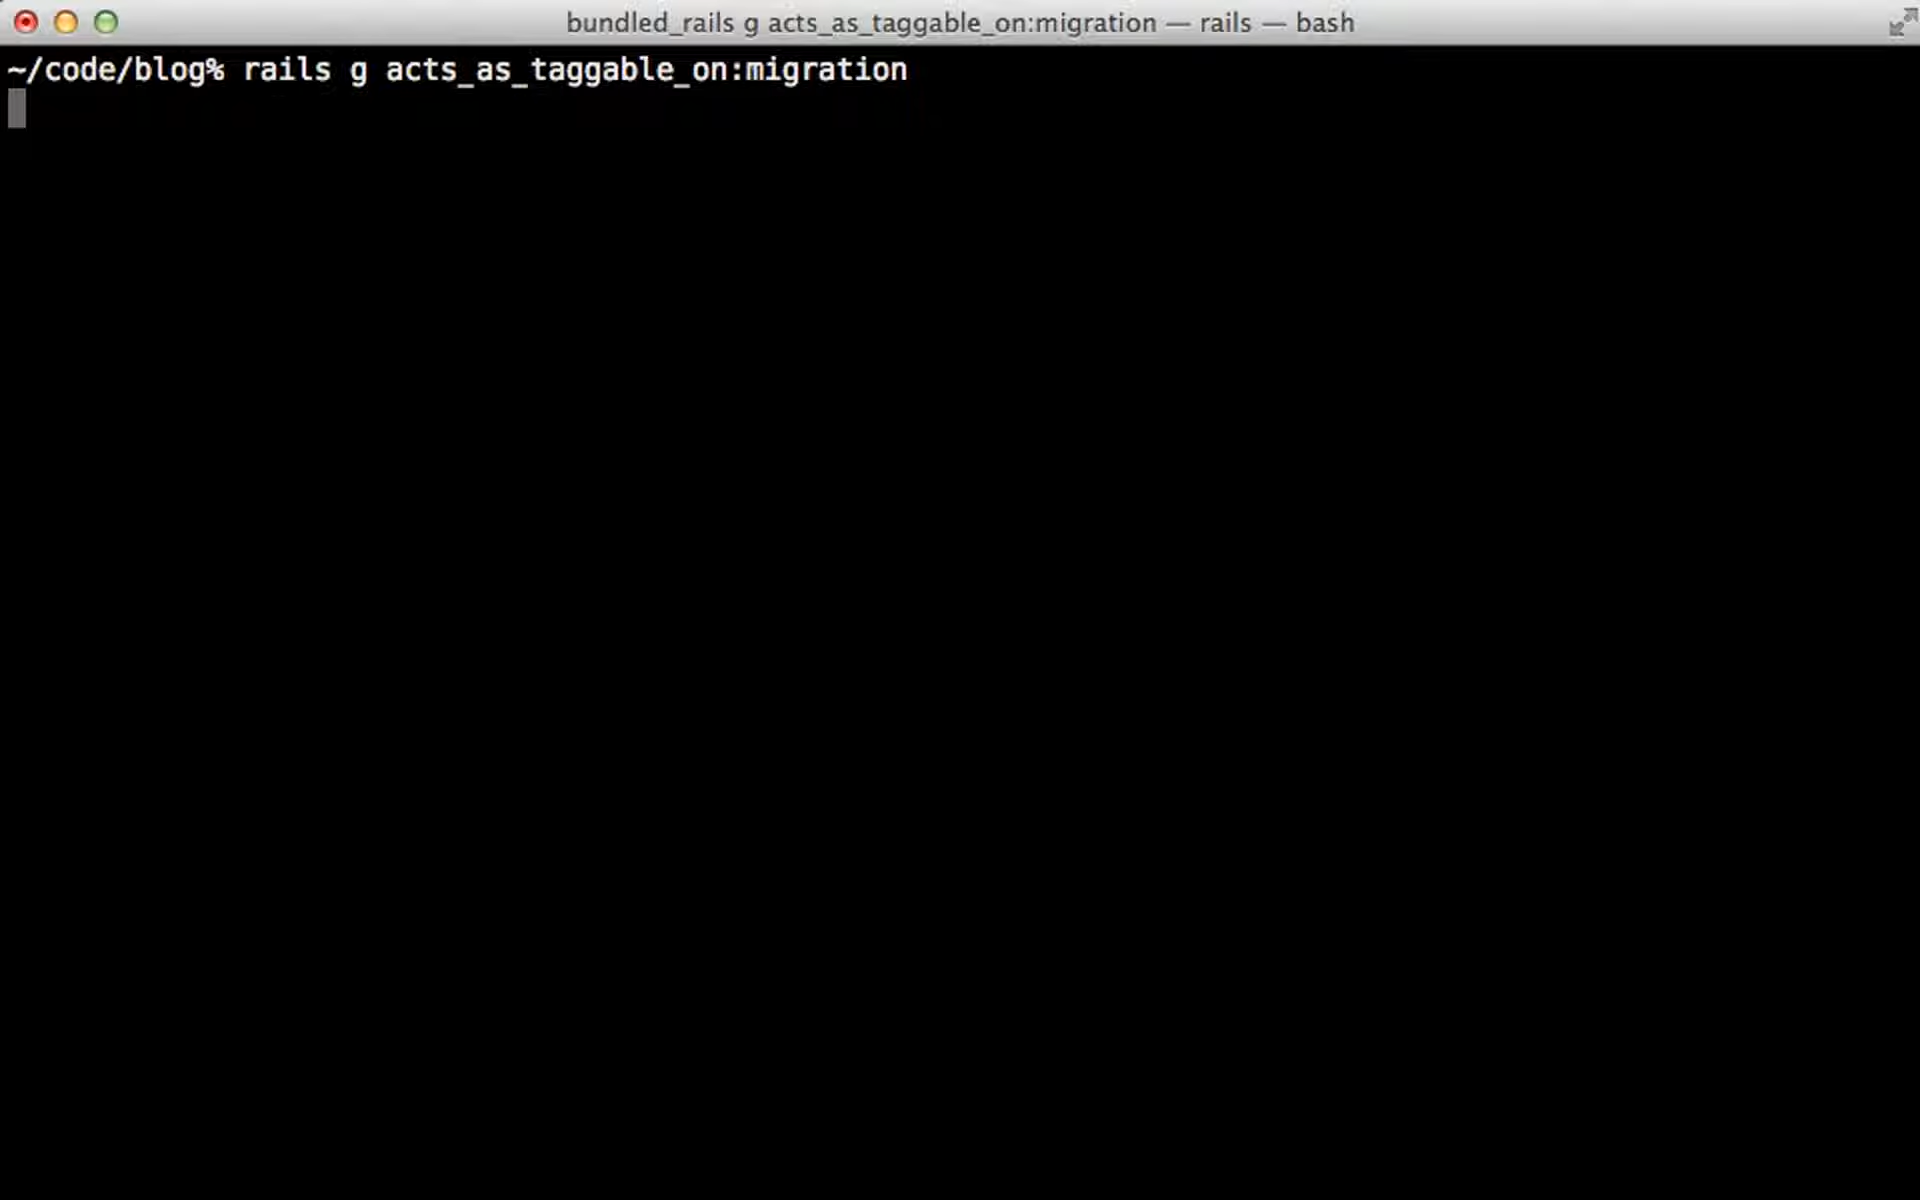 bundled_rails g acts_as_taggable_on:migration — rails — bash
~/code/blog% rails g acts_as_taggable_on:migration